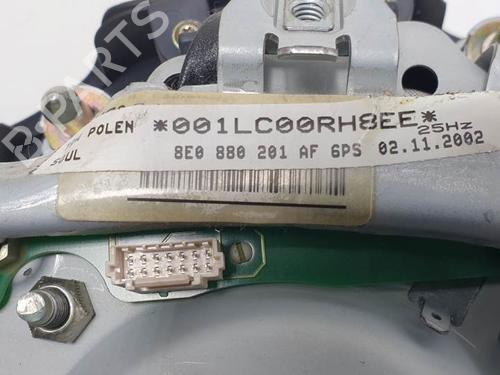 POLEN *001LC00RH8EE*
25Hz
8E0 880 201 AF 6PS 02.11.2002
B-PARTS